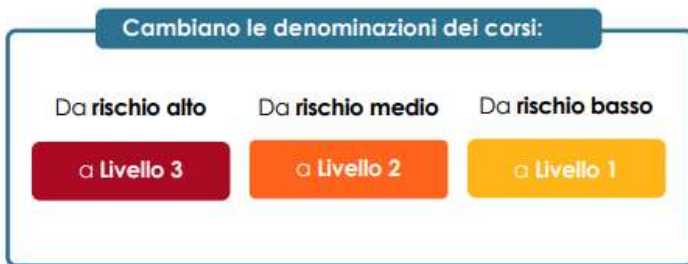 Cambiano le denominazioni dei corsi:
Da rischio alto
Da rischio medio
Da rischio basso
a Livello 3
a Livello 2
a Livello 1